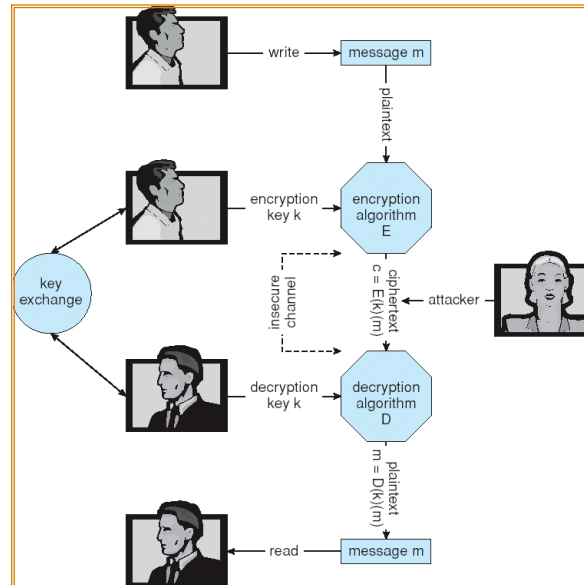 write
message m
plaintext
encryption
key k
encryption
algorithm
E
key
exchange
insecure
channel
ciphertext
c = E(k)(m)
attacker
decryption
key k
decryption
algorithm
D
plaintext
m = D(k)(m)
read
message m